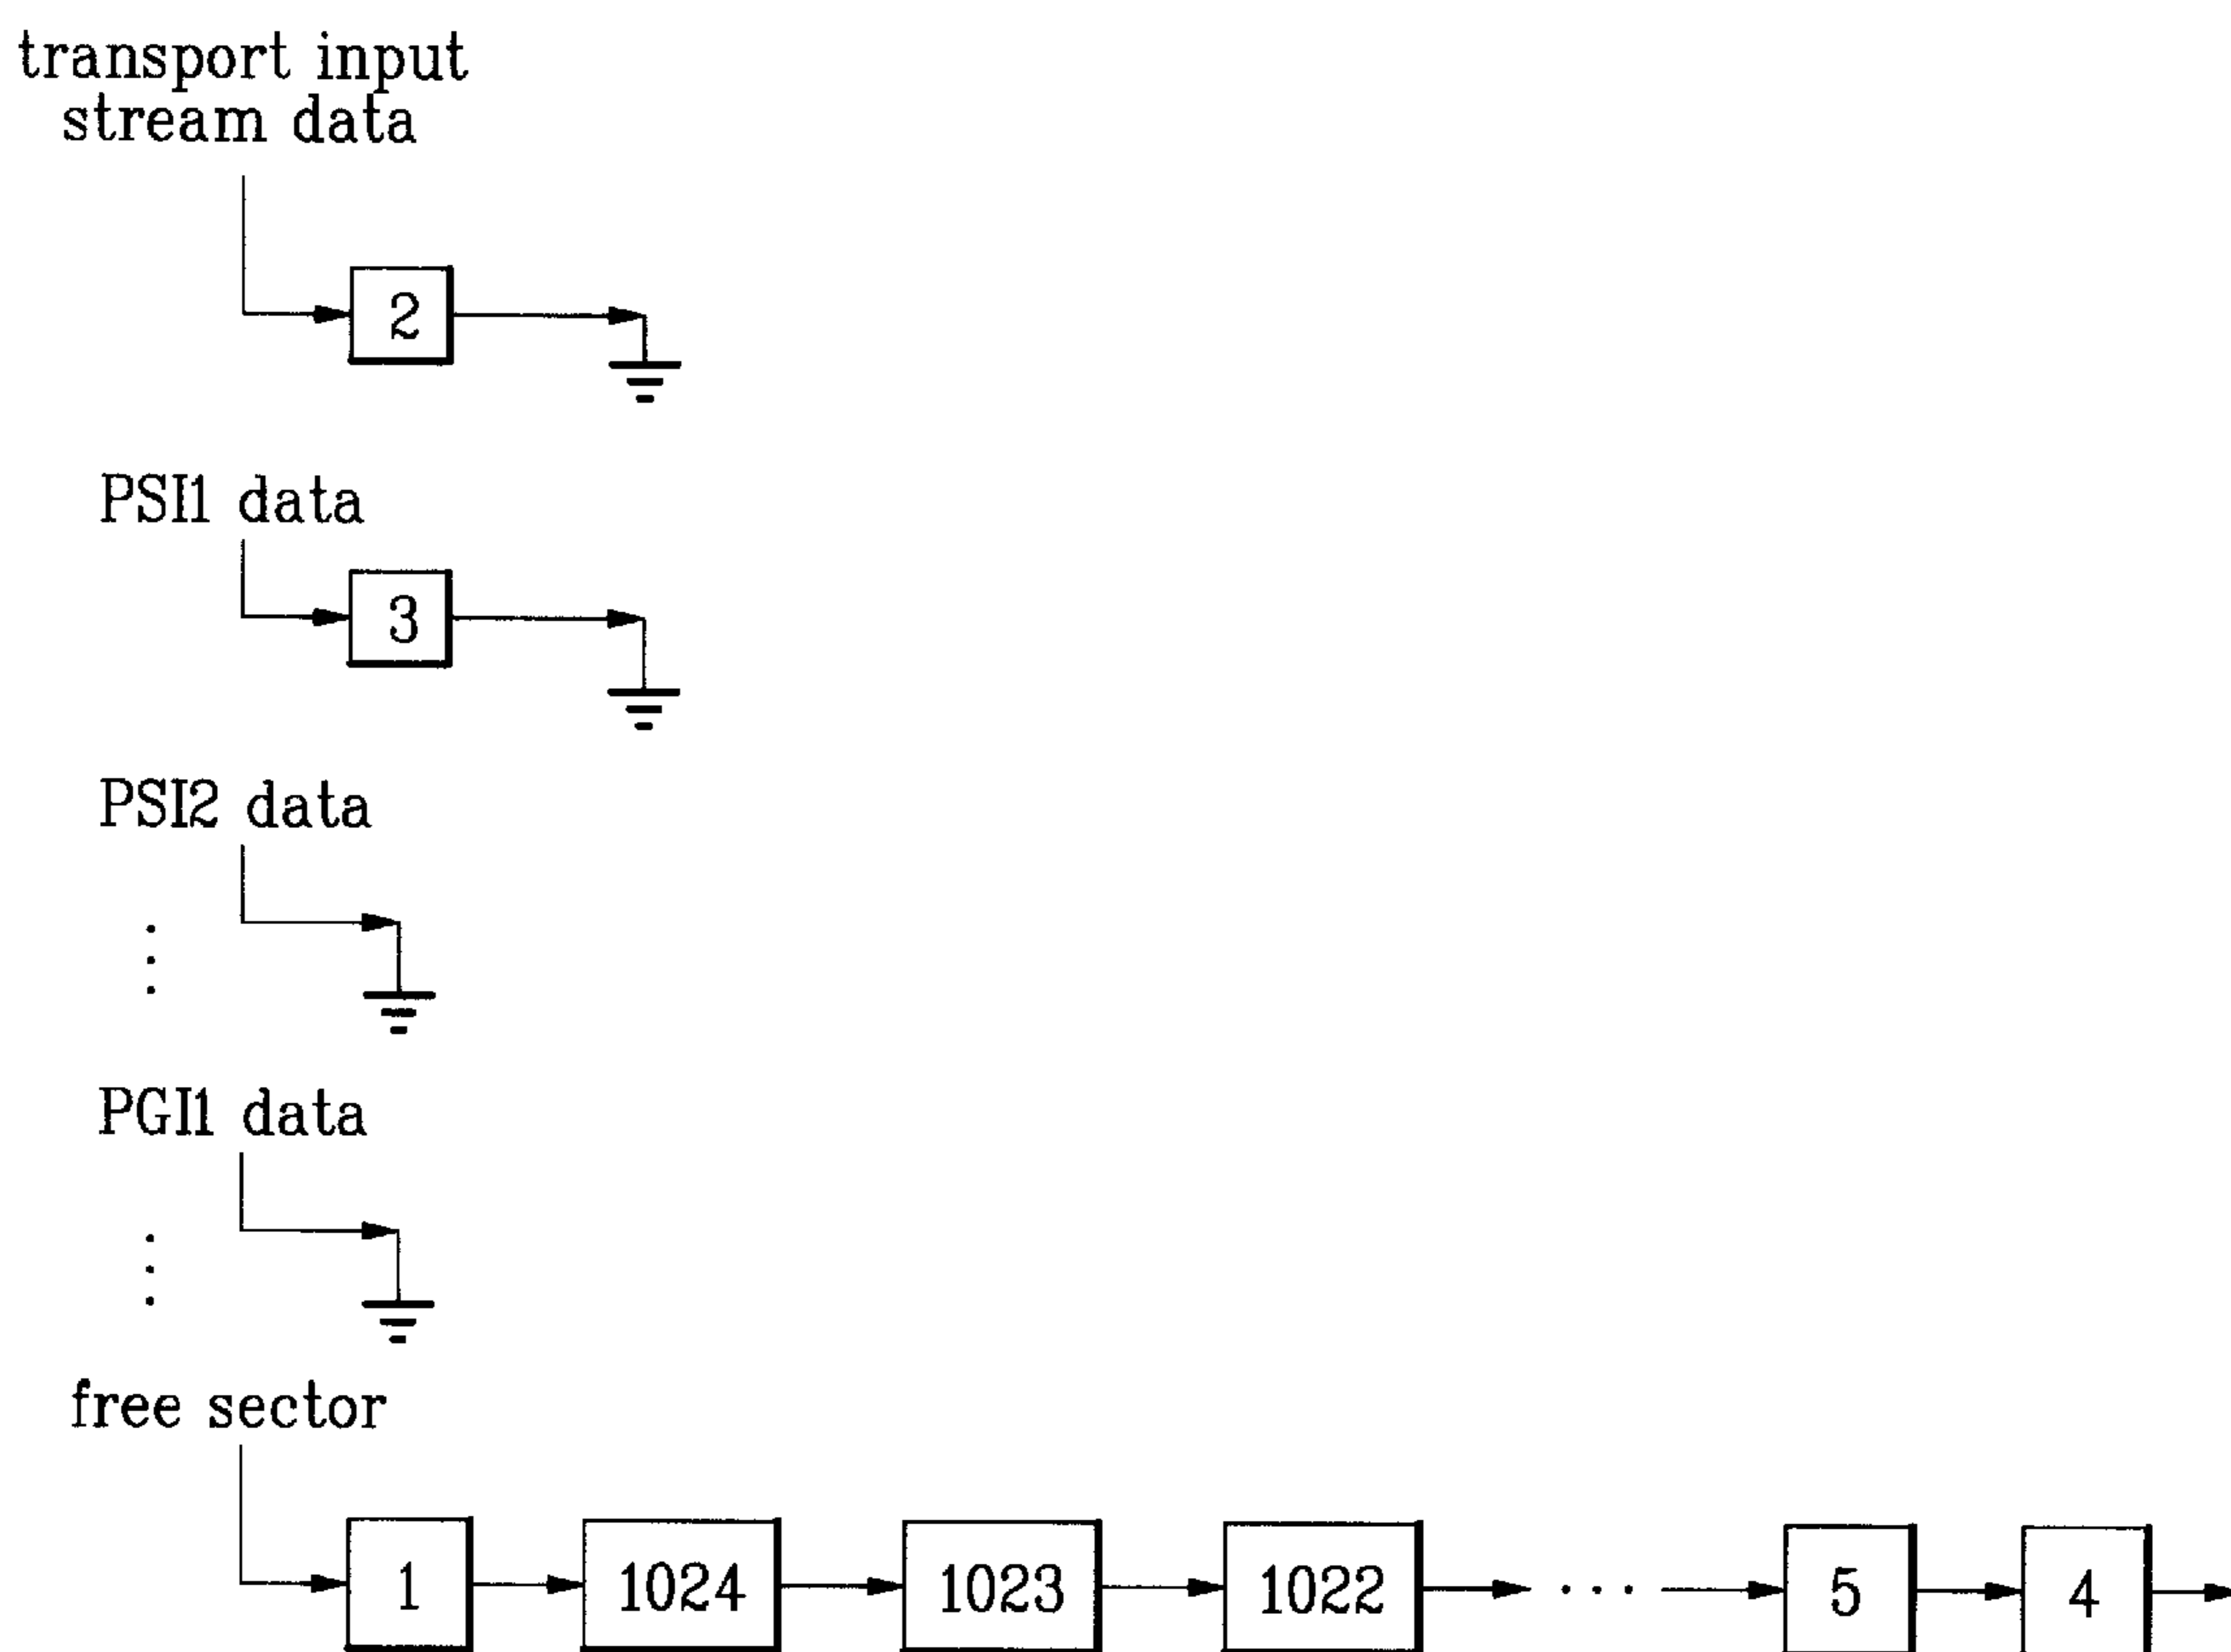 transport input
stream data
2
PSI1 data
3
PSI2 data
PGI1 data
free sector
1 1024 1023 1022 ... 5 4